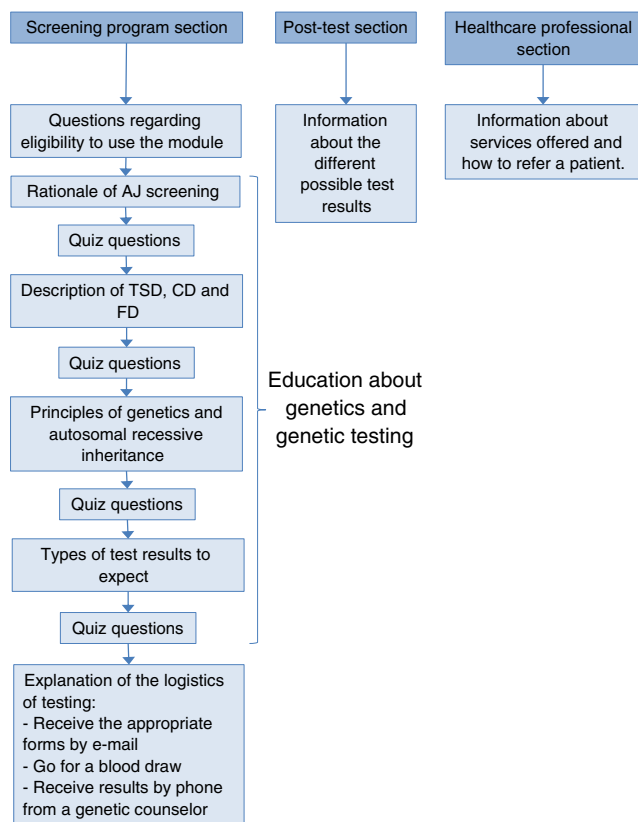 Screening program section
Questions regarding
eligibility to use the module
Rationale of AJ screening
Quiz questions
Description of TSD, CD and
FD
Quiz questions
Principles of genetics and
autosomal recessive
inheritance
Quiz questions
Types of test results to
expect
Quiz questions
Explanation of the logistics
of testing:
- Receive the appropriate
forms by e-mail
- Go for a blood draw
- Receive results by phone
from a genetic counselor
Education about
genetics and
genetic testing
Post-test section
Information
about the
different
possible test
results
Healthcare professional
section
Information about
services offered and
how to refer a patient.